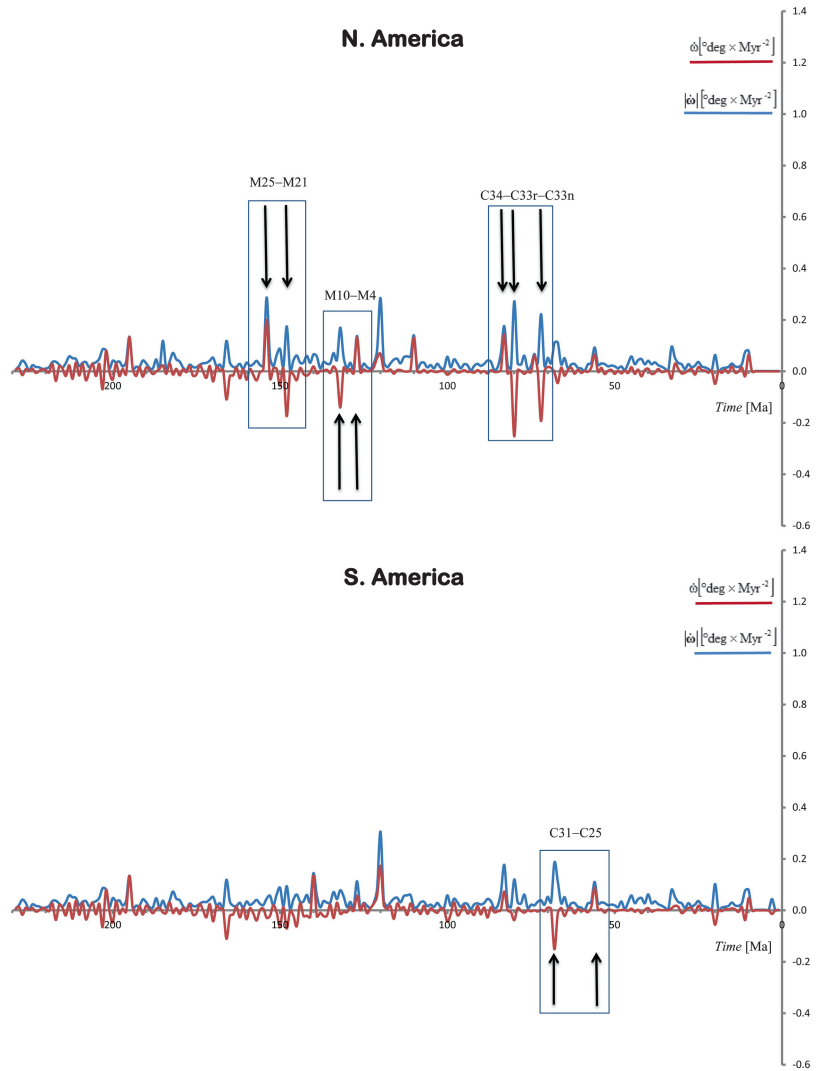 N. America
1.4
ω̇[°deg × Myr⁻²]
1.2
|ω̇| [°deg × Myr⁻²]
1.0
0.8
M25–M21
C34–C33r–C33n
0.6
0.4
M10–M4
0.2
0.0
200
150
100
50
0
Time [Ma]
-0.2
-0.4
-0.6
S. America
1.4
ω̇[°deg × Myr⁻²]
1.2
|ω̇| [°deg × Myr⁻²]
1.0
0.8
0.6
0.4
C31–C25
0.2
0.0
200
150
100
50
0
Time [Ma]
-0.2
-0.4
-0.6